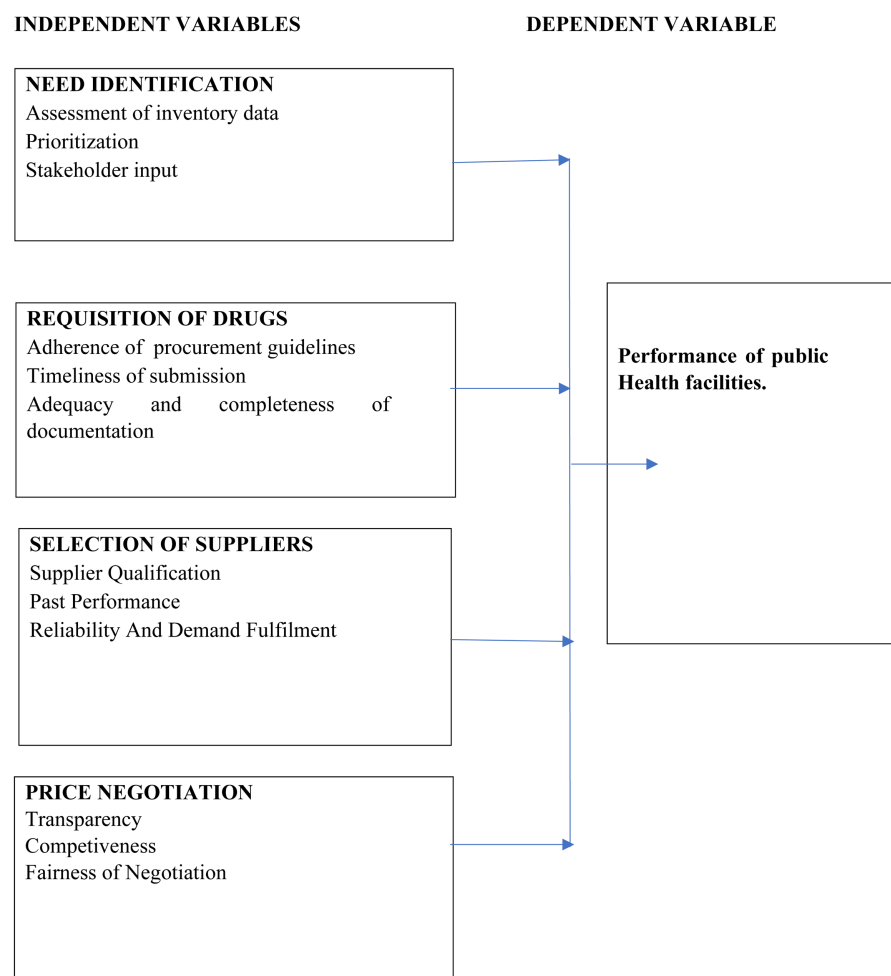 INDEPENDENT VARIABLES
DEPENDENT VARIABLE
NEED IDENTIFICATION
Assessment of inventory data
Prioritization
Stakeholder input
REQUISITION OF DRUGS
Adherence of procurement guidelines
Timeliness of submission
Adequacy and completeness of
documentation
Performance of public
Health facilities.
SELECTION OF SUPPLIERS
Supplier Qualification
Past Performance
Reliability And Demand Fulfilment
PRICE NEGOTIATION
Transparency
Competiveness
Fairness of Negotiation